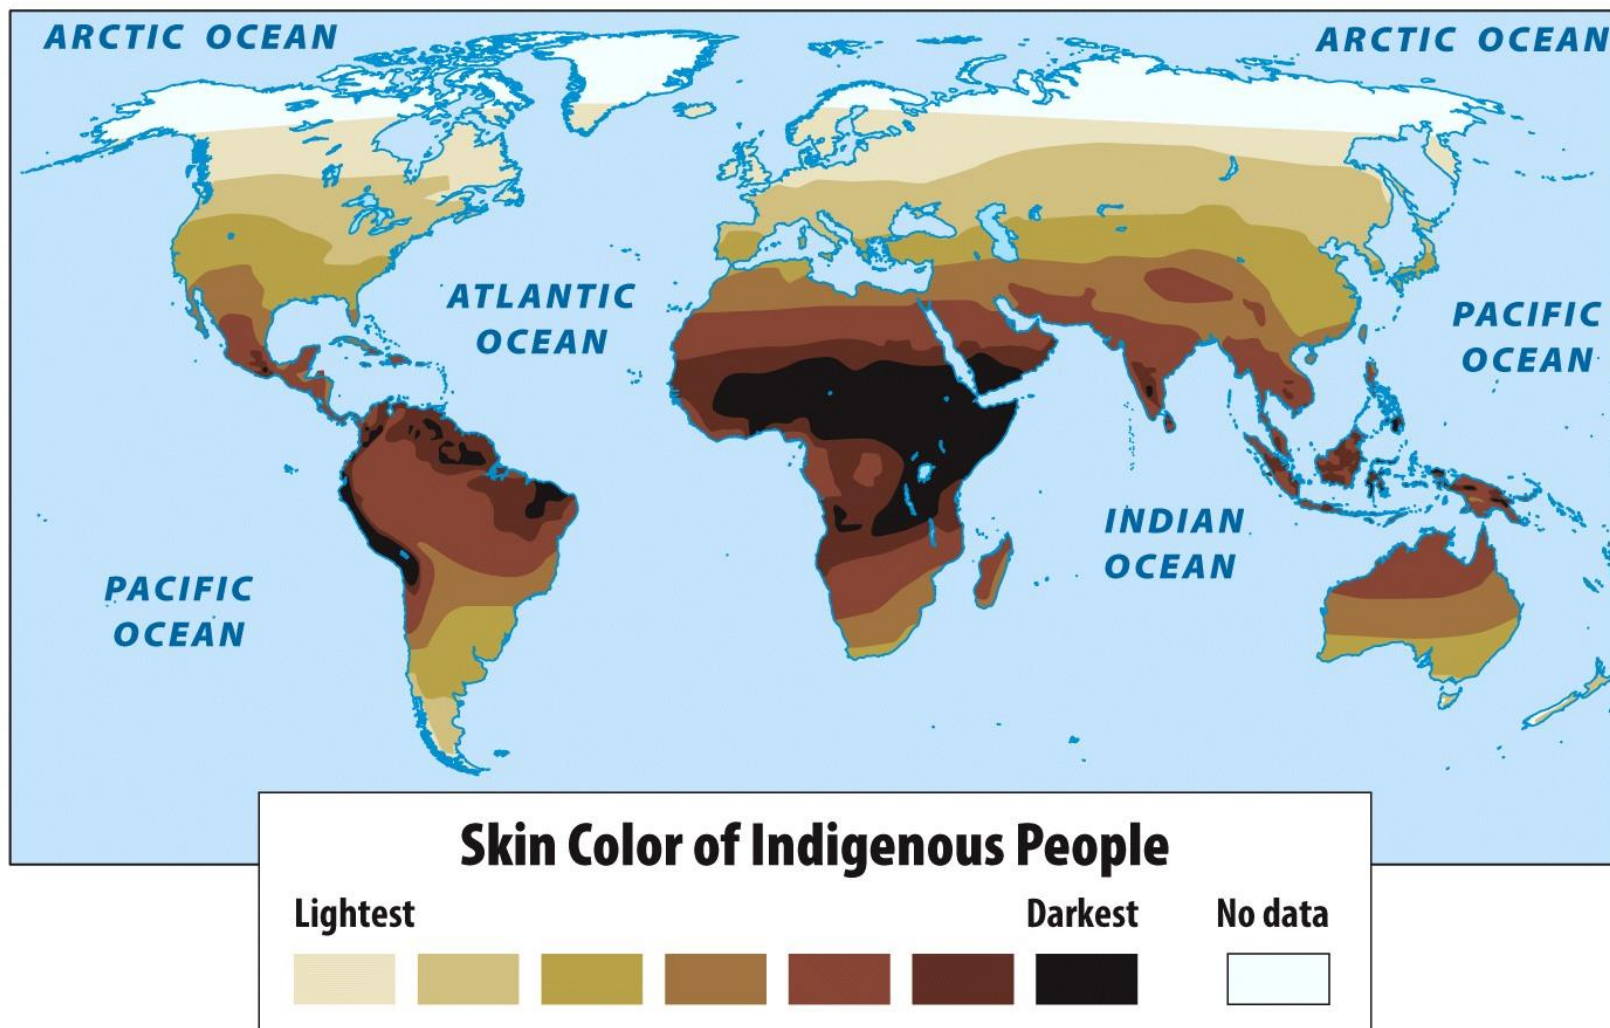 ARCTIC OCEAN
ARCTIC OCEAN
ATLANTIC
OCEAN
PACIFIC
OCEAN
INDIAN
OCEAN
PACIFIC
OCEAN
Skin Color of Indigenous People
Lightest
Darkest
No data